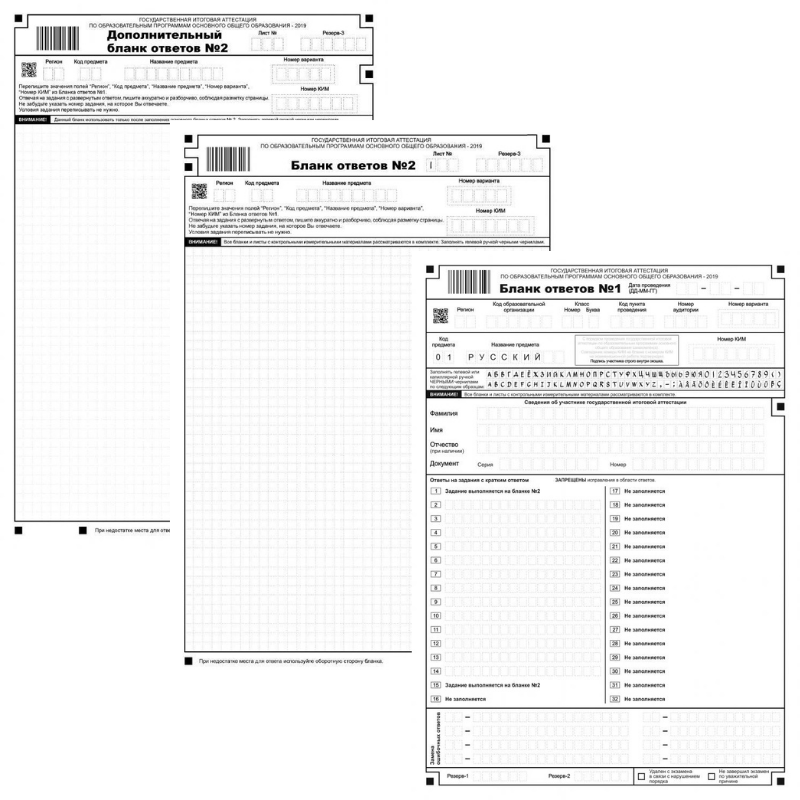 ГОСУДАРСТВЕННАЯ ИТОГОВАЯ АТТЕСТАЦИЯ
ПО ОБРАЗОВАТЕЛЬНЫМ ПРОГРАММАМ ОСНОВНОГО ОБЩЕГО ОБРАЗОВАНИЯ - 2019
Дополнительный
бланк ответов №2
Лист № Резерв-3
Регион Код предмета Название предмета Номер варианта
Перепишите значения полей "Регион", "Код предмета", "Название предмета", "Номер варианта",
"Номер КИМ" из Бланка ответов №1.
Отвечая на задания с развернутым ответом, пишите аккуратно и разборчиво, соблюдая разметку страницы.
Не забудьте указать номер задания, на которое Вы отвечаете.
Условия задания переписывать не нужно.
Номер КИМ
ВНИМАНИЕ! Данный бланк использовать только после заполнения
При недостатке места для отве
ГОСУДАРСТВЕННАЯ ИТОГОВАЯ АТТЕСТАЦИЯ
ПО ОБРАЗОВАТЕЛЬНЫМ ПРОГРАММАМ ОСНОВНОГО ОБЩЕГО ОБРАЗОВАНИЯ - 2019
Бланк ответов №2
Лист № Резерв-3
Регион Код предмета Название предмета Номер варианта
Перепишите значения полей "Регион", "Код предмета", "Название предмета", "Номер варианта",
"Номер КИМ" из Бланка ответов №1.
Отвечая на задания с развернутым ответом, пишите аккуратно и разборчиво, соблюдая разметку страницы.
Не забудьте указать номер задания, на которое Вы отвечаете.
Условия задания переписывать не нужно.
Номер КИМ
ВНИМАНИЕ! Все бланки и листы с контрольными измерительными материалами рассматриваются в комплекте. Заполнять гелевой ручкой черными чернилами.
При недостатке места для ответа используйте оборотную сторону бланка.
ГОСУДАРСТВЕННАЯ ИТОГОВАЯ АТТЕСТАЦИЯ
ПО ОБРАЗОВАТЕЛЬНЫМ ПРОГРАММАМ ОСНОВНОГО ОБЩЕГО ОБРАЗОВАНИЯ - 2019
Бланк ответов №1
Дата проведения
(ДД-ММ-ГГ)
Регион Код образовательной организации Класс Номер Буква Код пункта проведения Номер аудитории Номер варианта
Код предмета Название предмета Номер КИМ
01 РУССКИЙ
Подпись участника строго внутри окошка.
Заполнять гелевой или
капиллярной ручкой
ЧЕРНЫМИ чернилами
по следующим образцам:
АБВГДЕЁЖЗИЙКЛМНОПРСТУФХЦЧШЩЪЫЬЭЮЯ1234567890
ABCDEFGHIJKLMNOPQRSTUVWXYZ
ВНИМАНИЕ! Все бланки и листы с контрольными измерительными материалами рассматриваются в комплекте.
Сведения об участнике государственной итоговой аттестации
Фамилия
Имя
Отчество
(при наличии)
Документ Серия Номер
Ответы на задания с кратким ответом ЗАПРЕЩЕНЫ исправления в области ответов.
1 Задание выполняется на бланке №2 17 Не заполняется
2 18 Не заполняется
3 19 Не заполняется
4 20 Не заполняется
5 21 Не заполняется
6 22 Не заполняется
7 23 Не заполняется
8 24 Не заполняется
9 25 Не заполняется
10 26 Не заполняется
11 27 Не заполняется
12 28 Не заполняется
13 29 Не заполняется
14 30 Не заполняется
15 Задание выполняется на бланке №2 31 Не заполняется
16 Не заполняется 32 Не заполняется
Замена
ошибочных ответов
Резерв-1 Резерв-2
Удален с экзамена
в связи с нарушением
порядка
Не завершил экзамен
по уважительной
причине